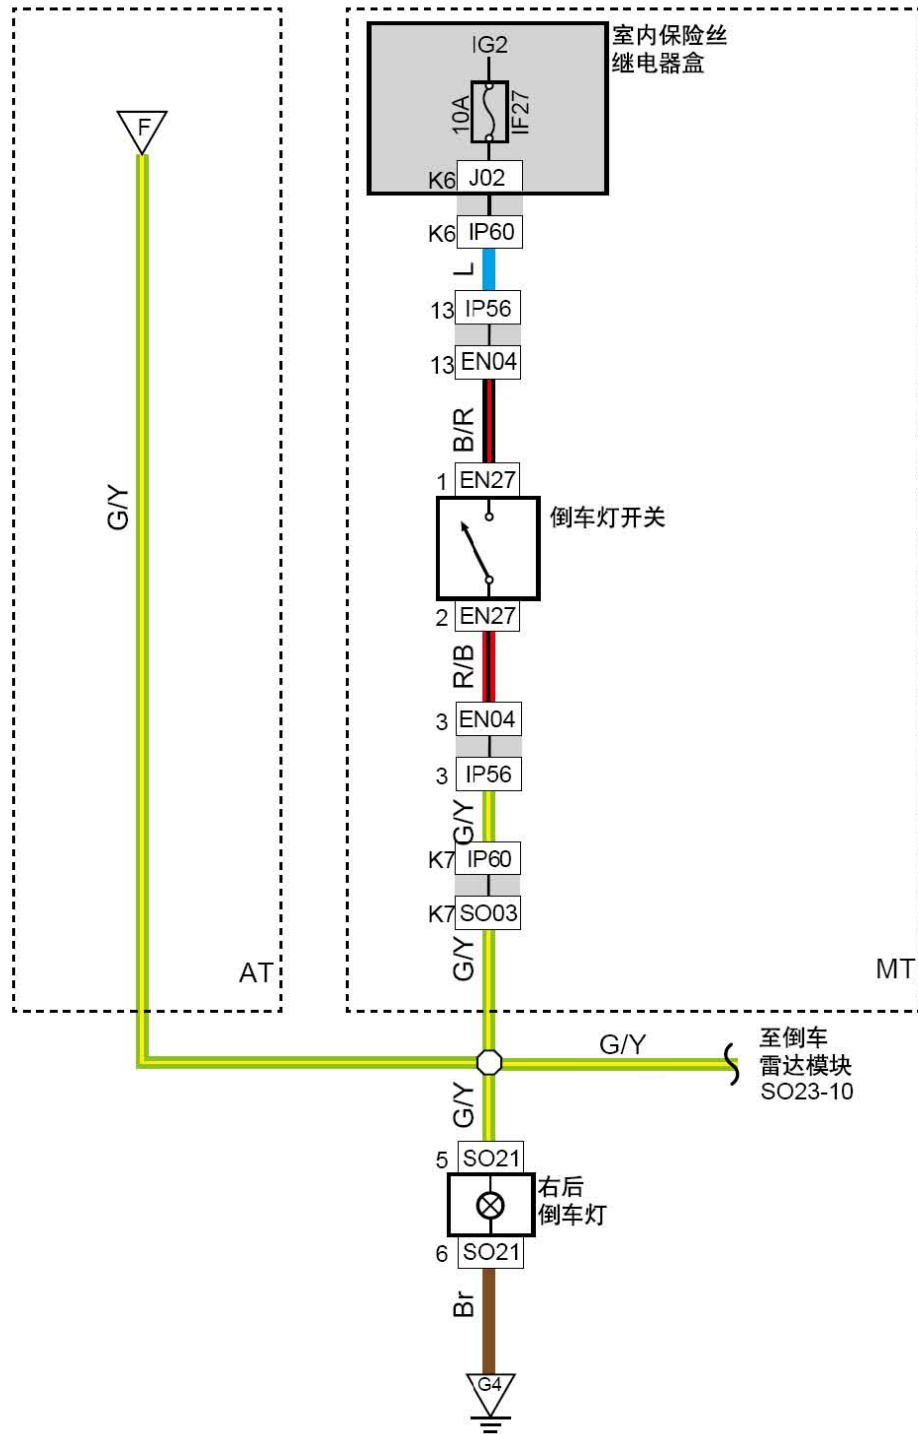 室内保险丝
继电器盒
IG2
10A
IF27
K6 J02
K6 IP60
L
13 IP56
13 EN04
B/R
1 EN27
倒车灯开关
2 EN27
R/B
3 EN04
3 IP56
G/Y
K7 IP60
K7 SO03
G/Y
MT
F
G/Y
AT
G/Y
至倒车
雷达模块
SO23-10
G/Y
5 SO21
右后
倒车灯
6 SO21
Br
G4